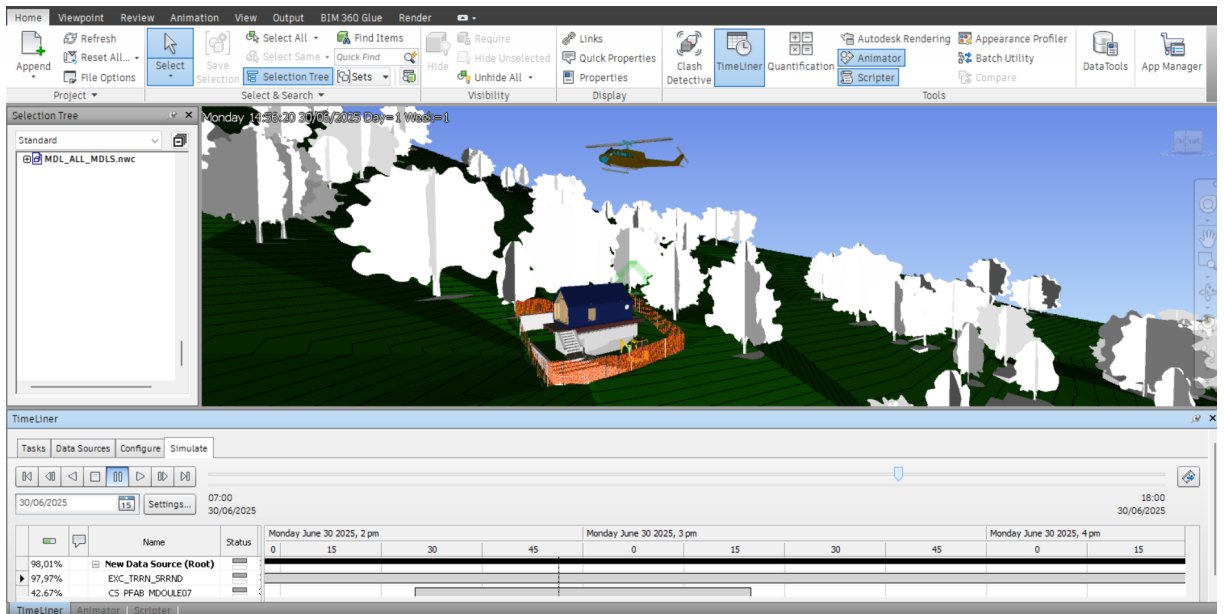 Home Viewpoint Review Animation View Output BIM 360 Glue Render
Append
Refresh
Reset All...
File Options
Project
Select
Save Selection
Select All
Select Same
Selection Tree
Find Items
Quick Find
Sets
Select & Search
Hide
Require
Hide Unselected
Unhide All
Visibility
Links
Quick Properties
Properties
Display
Clash Detective
TimeLiner
Quantification
Autodesk Rendering
Animator
Scripter
Appearance Profiler
Batch Utility
Compare
Tools
DataTools
App Manager
Selection Tree
Standard
MDL_ALL_MDLS.nwc
Monday 14:56:20 30/06/2025 Day=1 Week=1
TimeLiner
Tasks Data Sources Configure Simulate
30/06/2025 15 Settings...
07:00
30/06/2025
18:00
30/06/2025
Name Status
Monday June 30 2025, 2 pm Monday June 30 2025, 3 pm Monday June 30 2025, 4 pm
0 15 30 45 0 15 30 45 0 15
98,01% New Data Source (Root)
97,97% EXC_TRRN_SRRND
42.67% CS PFAB MDOULE07
TimeLiner Animator Scripter